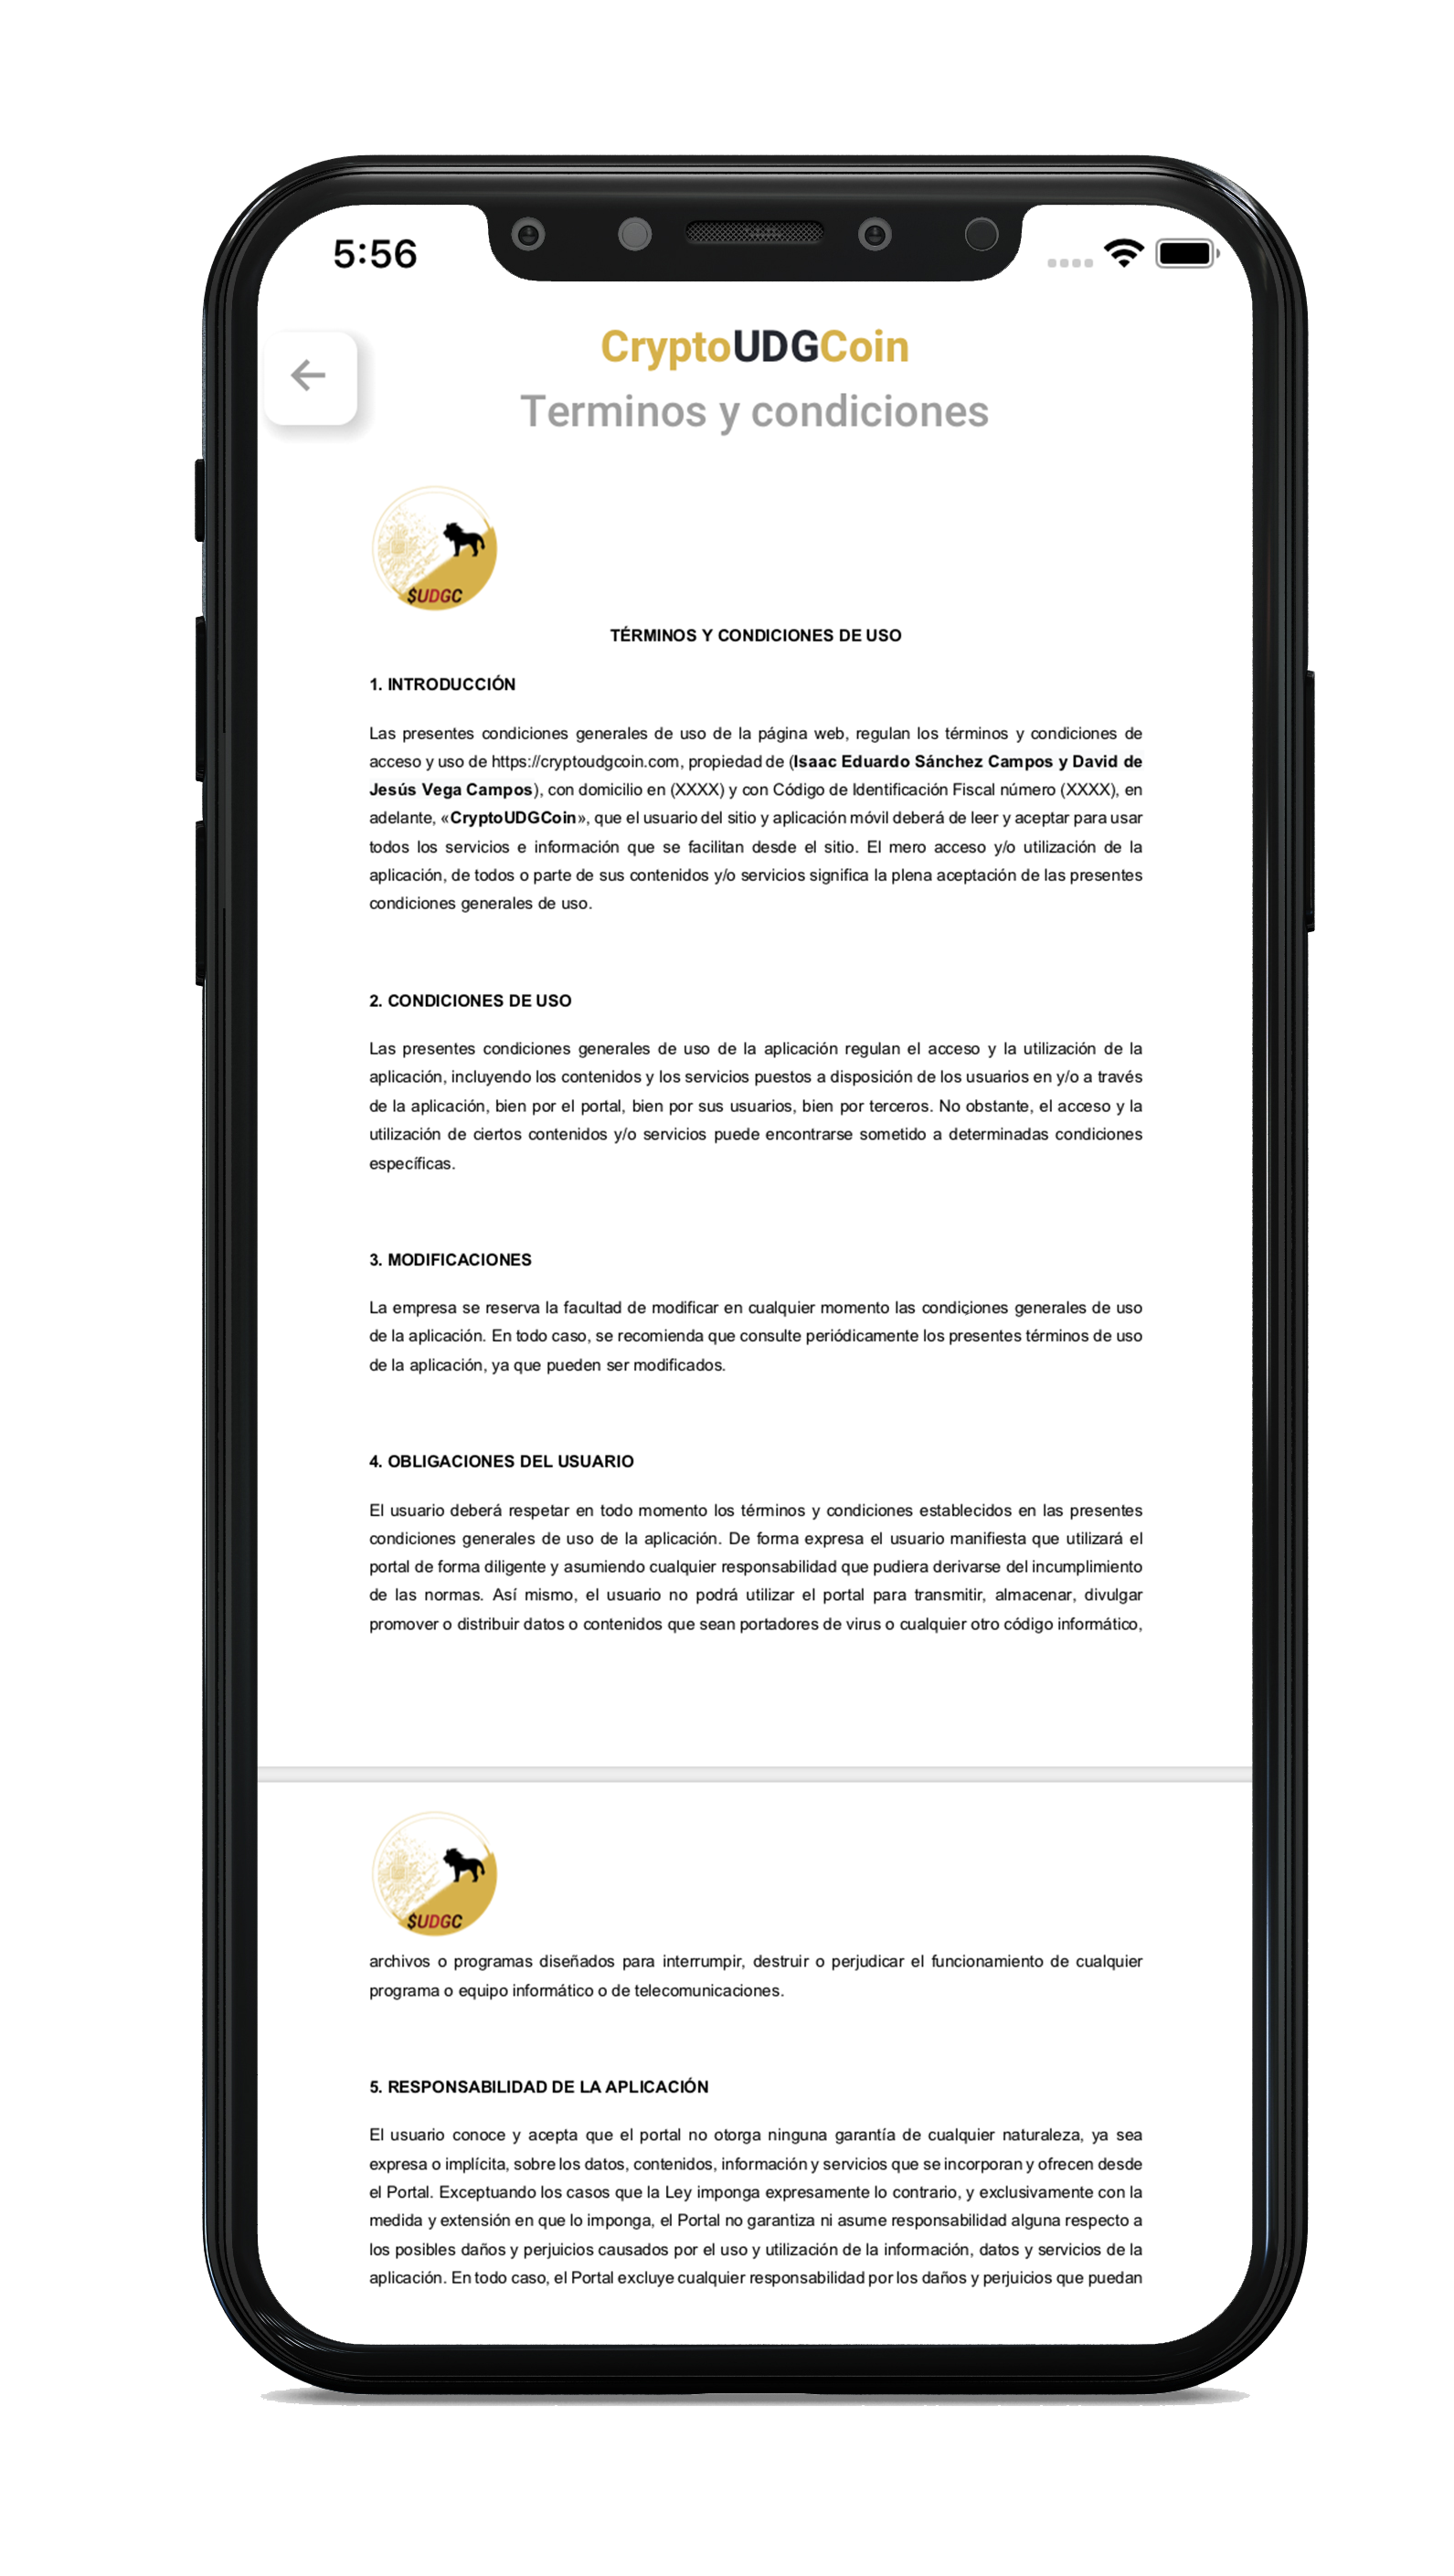 5:56
CryptoUDGCoin
Terminos y condiciones
$UDGC
TÉRMINOS Y CONDICIONES DE USO
1. INTRODUCCIÓN
Las presentes condiciones generales de uso de la página web, regulan los términos y condiciones de
acceso y uso de https://cryptoudgcoin.com, propiedad de (Isaac Eduardo Sánchez Campos y David de
Jesús Vega Campos), con domicilio en (XXXX) y con Código de Identificación Fiscal número (XXXX), en
adelante, «CryptoUDGCoin», que el usuario del sitio y aplicación móvil deberá de leer y aceptar para usar
todos los servicios e información que se facilitan desde el sitio. El mero acceso y/o utilización de la
aplicación, de todos o parte de sus contenidos y/o servicios significa la plena aceptación de las presentes
condiciones generales de uso.
2. CONDICIONES DE USO
Las presentes condiciones generales de uso de la aplicación regulan el acceso y la utilización de la
aplicación, incluyendo los contenidos y los servicios puestos a disposición de los usuarios en y/o a través
de la aplicación, bien por el portal, bien por sus usuarios, bien por terceros. No obstante, el acceso y la
utilización de ciertos contenidos y/o servicios puede encontrarse sometido a determinadas condiciones
específicas.
3. MODIFICACIONES
La empresa se reserva la facultad de modificar en cualquier momento las condiciones generales de uso
de la aplicación. En todo caso, se recomienda que consulte periódicamente los presentes términos de uso
de la aplicación, ya que pueden ser modificados.
4. OBLIGACIONES DEL USUARIO
El usuario deberá respetar en todo momento los términos y condiciones establecidos en las presentes
condiciones generales de uso de la aplicación. De forma expresa el usuario manifiesta que utilizará el
portal de forma diligente y asumiendo cualquier responsabilidad que pudiera derivarse del incumplimiento
de las normas. Así mismo, el usuario no podrá utilizar el portal para transmitir, almacenar, divulgar
promover o distribuir datos o contenidos que sean portadores de virus o cualquier otro código informático,
$UDGC
archivos o programas diseñados para interrumpir, destruir o perjudicar el funcionamiento de cualquier
programa o equipo informático o de telecomunicaciones.
5. RESPONSABILIDAD DE LA APLICACIÓN
El usuario conoce y acepta que el portal no otorga ninguna garantía de cualquier naturaleza, ya sea
expresa o implícita, sobre los datos, contenidos, información y servicios que se incorporan y ofrecen desde
el Portal. Exceptuando los casos que la Ley imponga expresamente lo contrario, y exclusivamente con la
medida y extensión en que lo imponga, el Portal no garantiza ni asume responsabilidad alguna respecto a
los posibles daños y perjuicios causados por el uso y utilización de la información, datos y servicios de la
aplicación. En todo caso, el Portal excluye cualquier responsabilidad por los daños y perjuicios que puedan